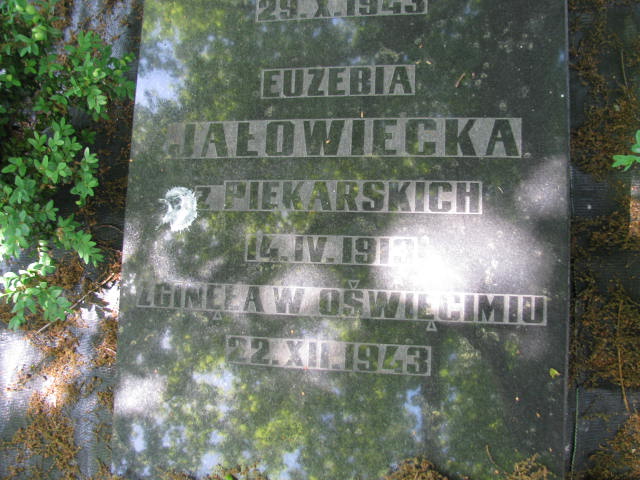 29.X.1943
EUZEBIA
JAŁOWIECKA
z PIEKARSKICH
14.IV.1913
ZGINĘŁA W OŚWIĘCIMIU
22.XII.1943